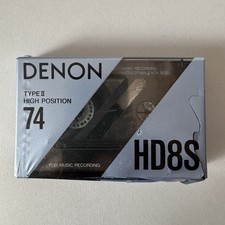 DENON
TYPE II
HIGH POSITION
74
HD8S
FOR MUSIC RECORDING